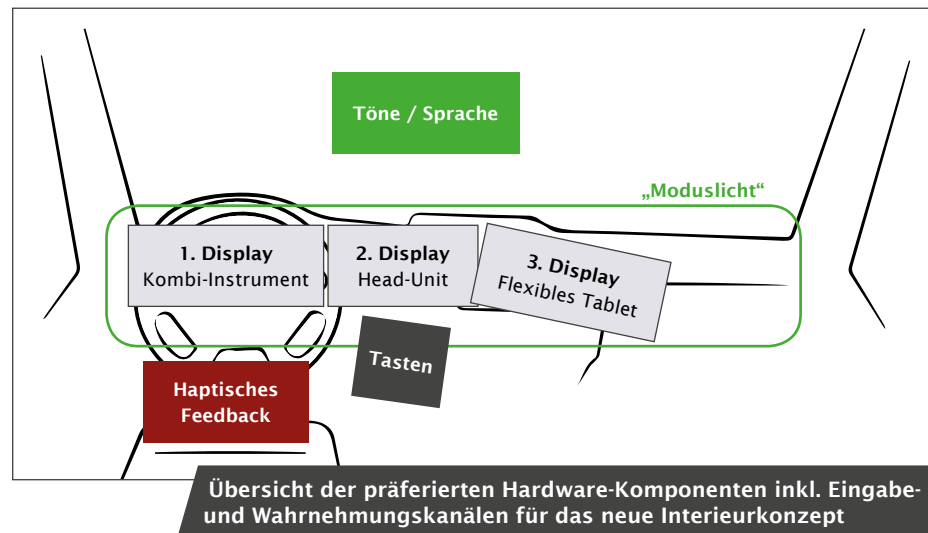 Töne / Sprache
„Moduslicht“
1. Display
Kombi-Instrument
2. Display
Head-Unit
3. Display
Flexibles Tablet
Tasten
Haptisches
Feedback
Übersicht der präferierten Hardware-Komponenten inkl. Eingabe-
und Wahrnehmungskanälen für das neue Interieurkonzept